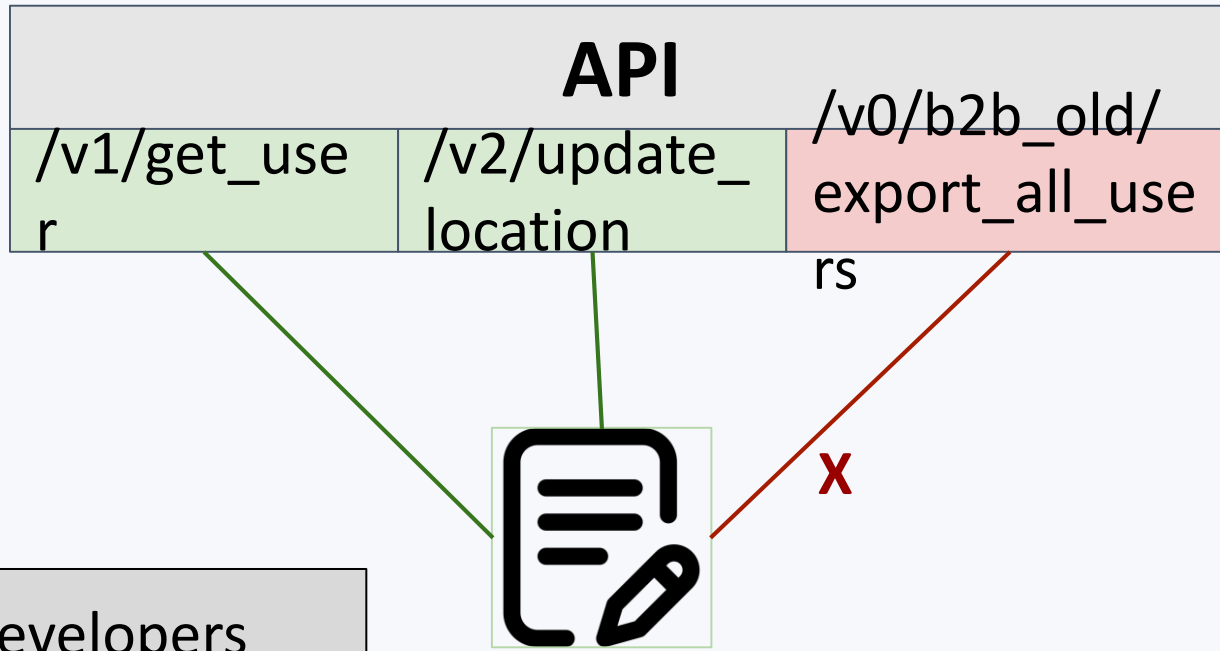 API
/v1/get_use
r
/v2/update_
location
/v0/b2b_old/
export_all_use
rs
X
evelopers